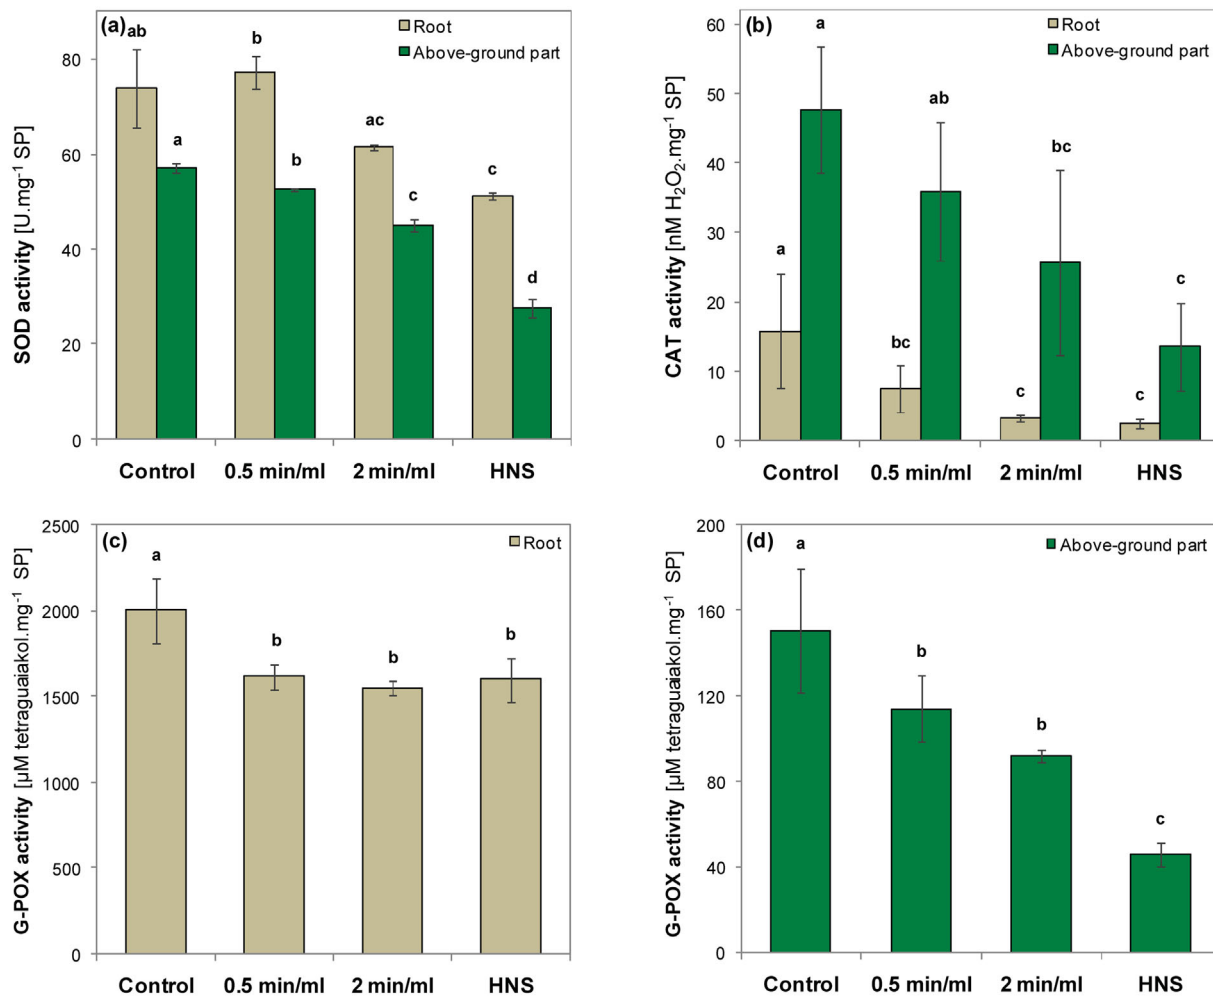 (a)
Root
Above-ground part
ab
b
a
b
ac
c
c
d
80
60
40
20
0
SOD activity [U.mg⁻¹ SP]
Control
0.5 min/ml
2 min/ml
HNS
(b)
Root
Above-ground part
a
a
ab
bc
bc
c
c
c
60
50
40
30
20
10
0
CAT activity [nM H₂O₂.mg⁻¹ SP]
Control
0.5 min/ml
2 min/ml
HNS
(c)
Root
a
b
b
b
2500
2000
1500
1000
500
0
G-POX activity [µM tetraguaiakol.mg⁻¹ SP]
Control
0.5 min/ml
2 min/ml
HNS
(d)
Above-ground part
a
b
b
c
200
160
120
80
40
0
G-POX activity [µM tetraguaiakol.mg⁻¹ SP]
Control
0.5 min/ml
2 min/ml
HNS